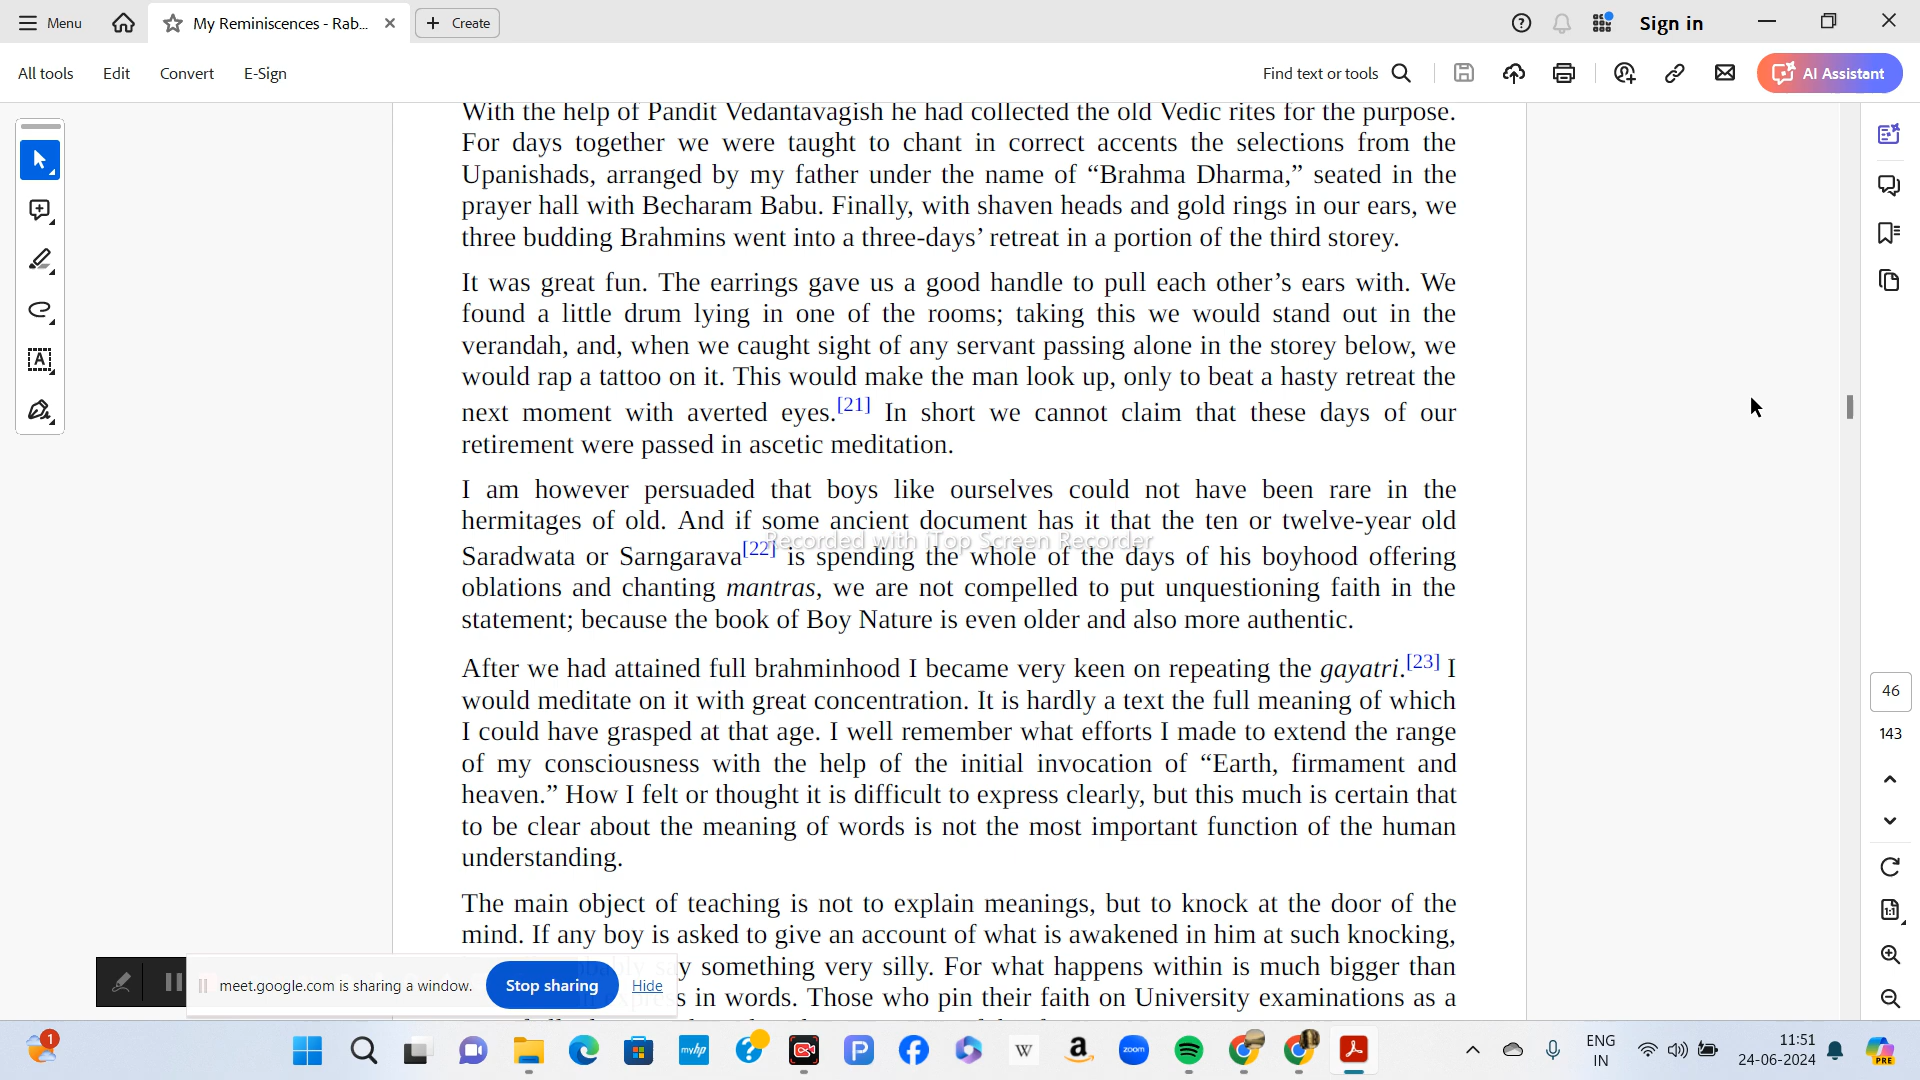 Menu
My Reminiscences - Rab...
Create
Sign in
All tools
Edit
Convert
E-Sign
Find text or tools
AI Assistant
With the help of Pandit Vedantavagish he had collected the old Vedic rites for the purpose.
For days together we were taught to chant in correct accents the selections from the
Upanishads, arranged by my father under the name of “Brahma Dharma,” seated in the
prayer hall with Becharam Babu. Finally, with shaven heads and gold rings in our ears, we
three budding Brahmins went into a three-days’ retreat in a portion of the third storey.
It was great fun. The earrings gave us a good handle to pull each other’s ears with. We
found a little drum lying in one of the rooms; taking this we would stand out in the
verandah, and, when we caught sight of any servant passing alone in the storey below, we
would rap a tattoo on it. This would make the man look up, only to beat a hasty retreat the
next moment with averted eyes.[21] In short we cannot claim that these days of our
retirement were passed in ascetic meditation.
I am however persuaded that boys like ourselves could not have been rare in the
hermitages of old. And if some ancient document has it that the ten or twelve-year old
Recorded with iTop Screen Recorder
Saradwata or Sarngarava[22] is spending the whole of the days of his boyhood offering
oblations and chanting mantras, we are not compelled to put unquestioning faith in the
statement; because the book of Boy Nature is even older and also more authentic.
After we had attained full brahminhood I became very keen on repeating the gayatri.[23] I
would meditate on it with great concentration. It is hardly a text the full meaning of which
I could have grasped at that age. I well remember what efforts I made to extend the range
of my consciousness with the help of the initial invocation of “Earth, firmament and
heaven.” How I felt or thought it is difficult to express clearly, but this much is certain that
to be clear about the meaning of words is not the most important function of the human
understanding.
The main object of teaching is not to explain meanings, but to knock at the door of the
mind. If any boy is asked to give an account of what is awakened in him at such knocking,
say something very silly. For what happens within is much bigger than
in words. Those who pin their faith on University examinations as a
46
143
meet.google.com is sharing a window.
Stop sharing
Hide
1
myhp
P
W
a
zoom
ENG
IN
11:51
24-06-2024
PRE